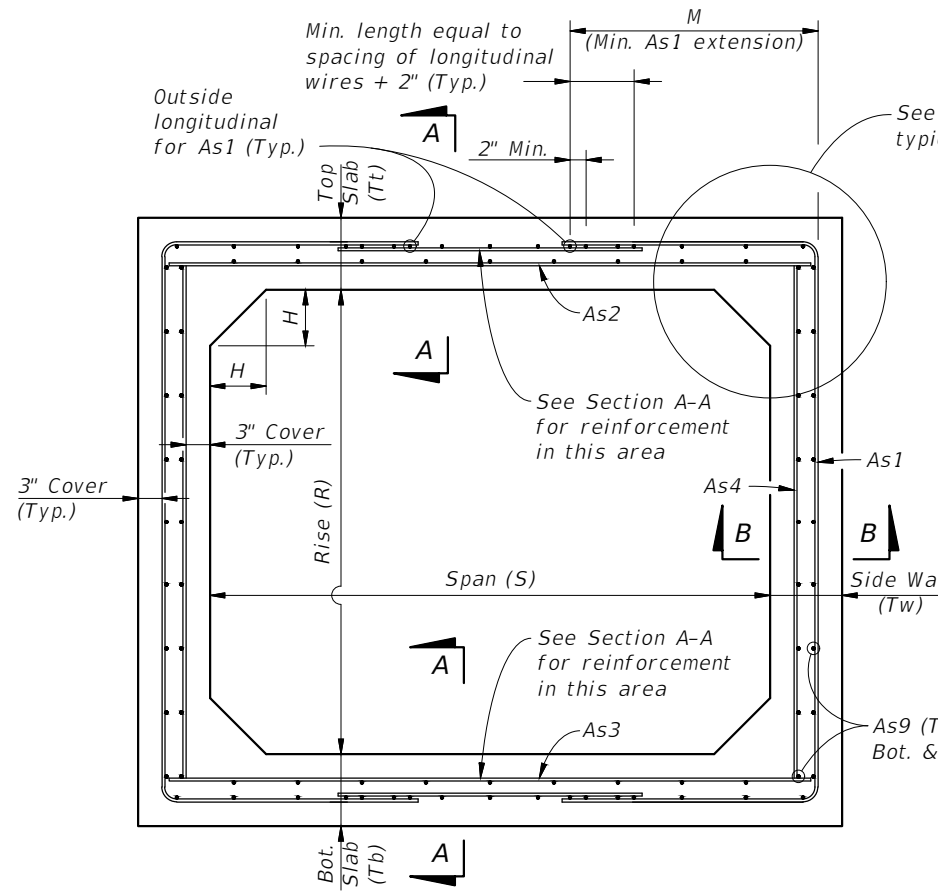 M
(Min. As1 extension)
Min. length equal to
spacing of longitudinal
wires + 2" (Typ.)
Outside
longitudinal
for As1 (Typ.)
A
2" Min.
See
typi
Top
Slab
(Tt)
H
H
As2
A
See Section A-A
for reinforcement
in this area
3" Cover
(Typ.)
3" Cover
(Typ.)
Rise (R)
As1
As4
B
B
Span (S)
Side Wa
(Tw)
A
See Section A-A
for reinforcement
in this area
As3
As9 (T
Bot. &
Bot.
Slab
(Tb)
A